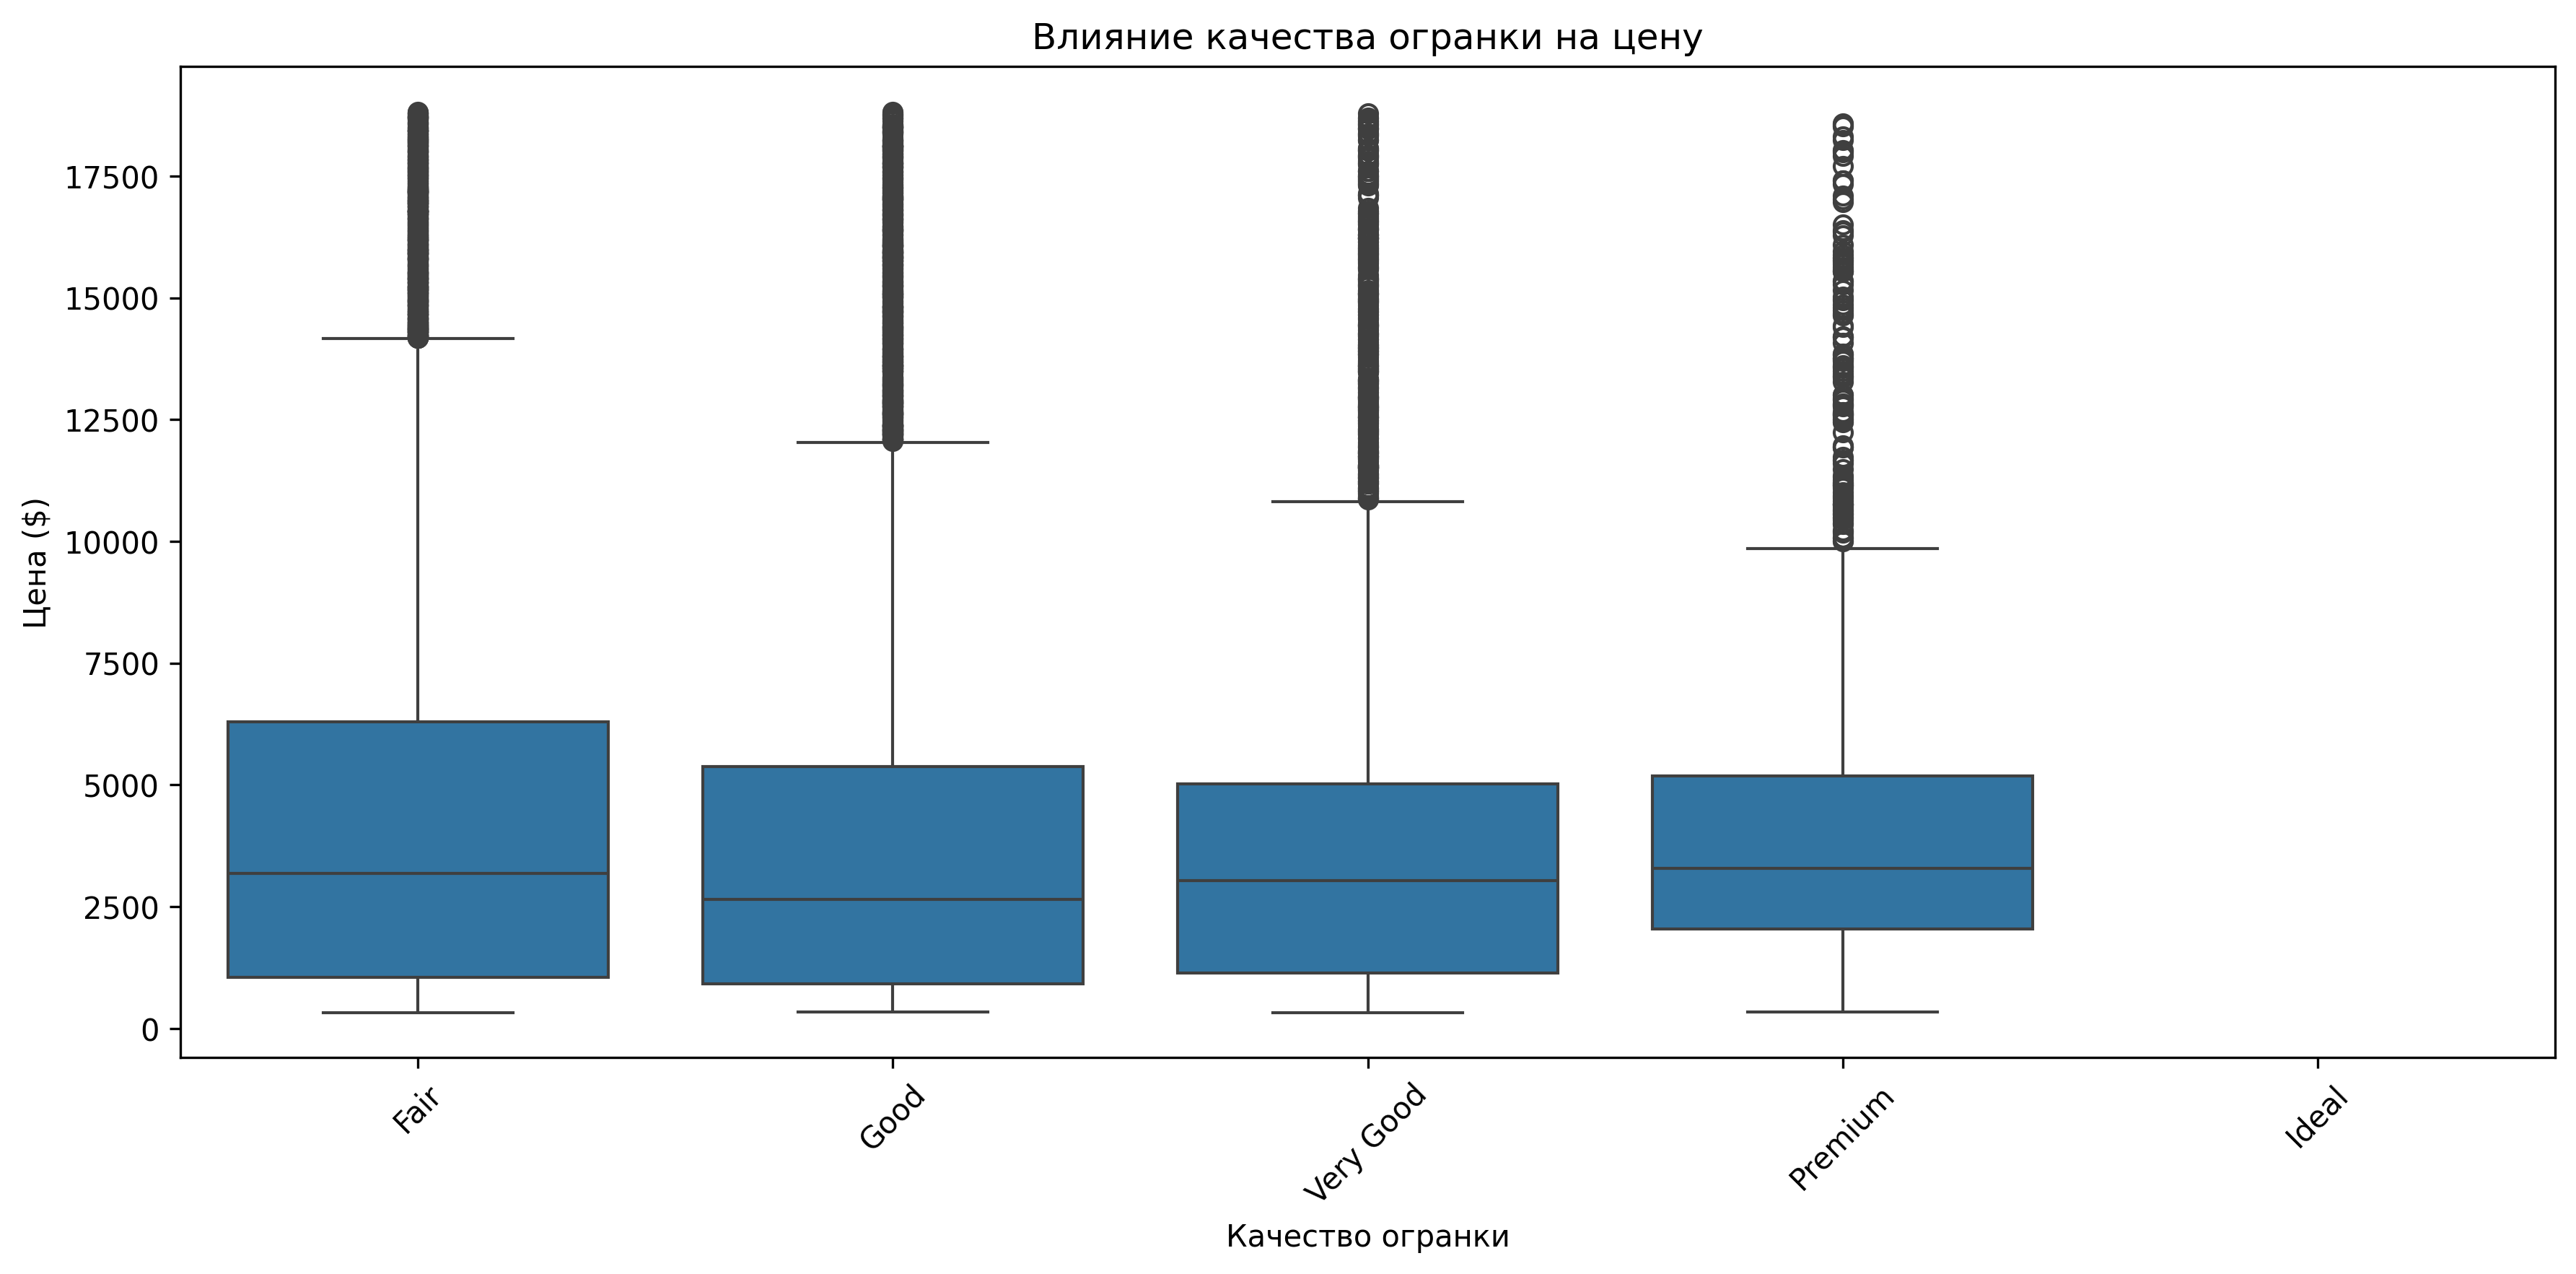 Влияние качества огранки на цену
Цена ($)
17500
15000
12500
10000
7500
5000
2500
0
Fair
Good
Very Good
Premium
Ideal
Качество огранки